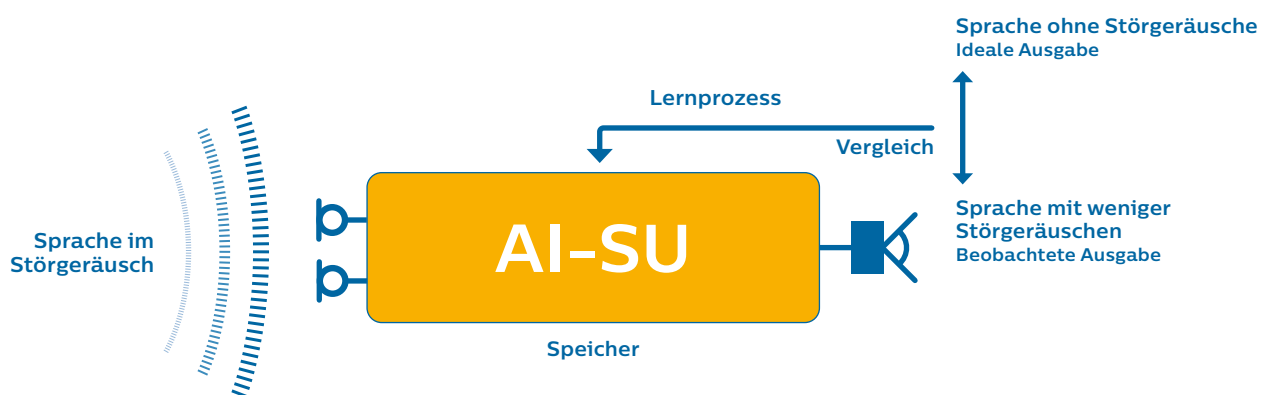 Sprache ohne Störgeräusche
Ideale Ausgabe
Lernprozess
Vergleich
Sprache im
Störgeräusch
AI-SU
Sprache mit weniger
Störgeräuschen
Beobachtete Ausgabe
Speicher